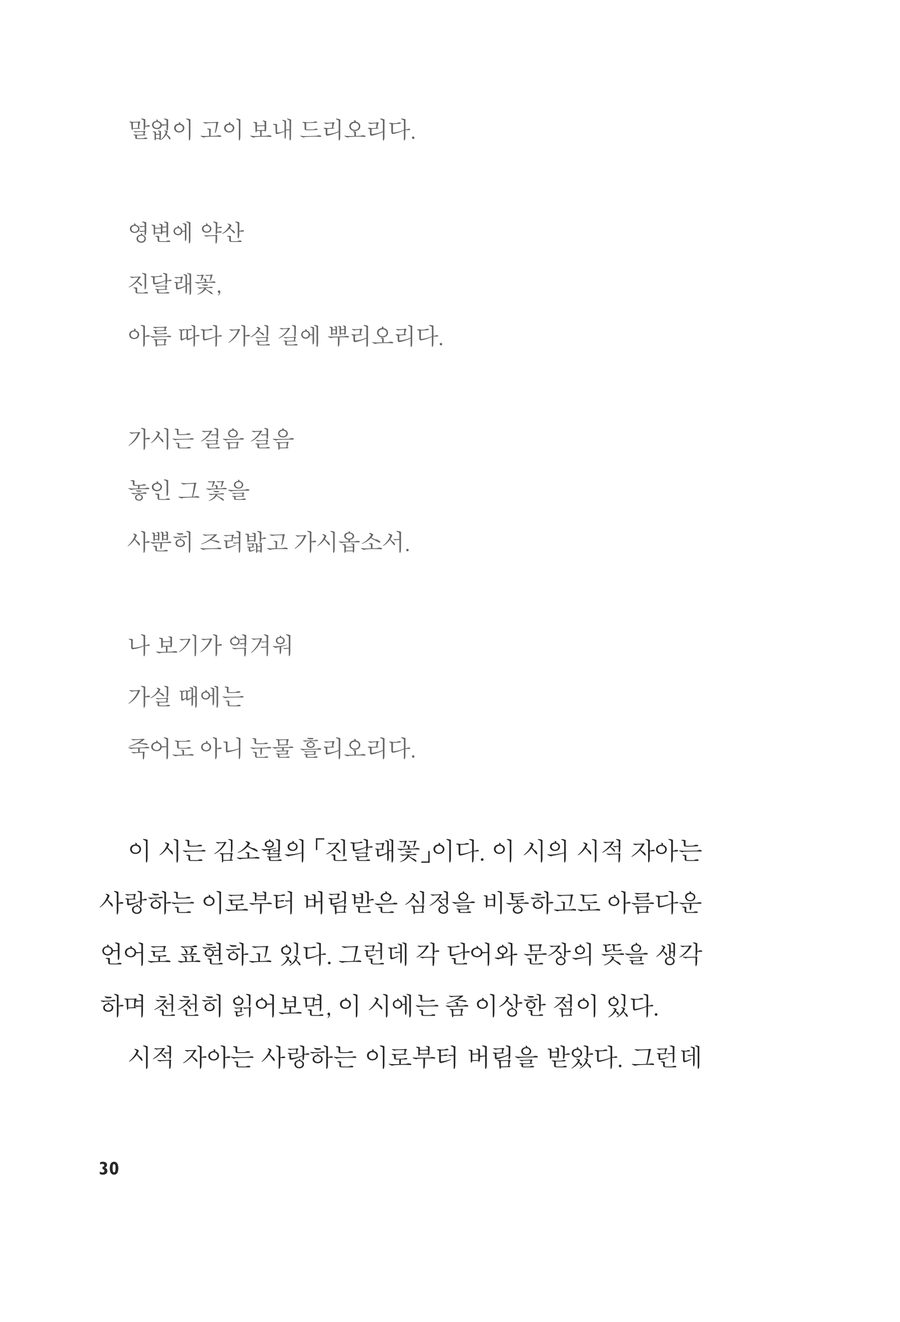 말없이 고이 보내 드리오리다.
영변에 약산
진달래꽃,
아름 따다 가실 길에 뿌리오리다.
가시는 걸음 걸음
놓인 그 꽃을
사뿐히 즈려밟고 가시옵소서.
나 보기가 역겨워
가실 때에는
죽어도 아니 눈물 흘리오리다.
이 시는 김소월의 「진달래꽃」이다. 이 시의 시적 자아는
사랑하는 이로부터 버림받은 심정을 비통하고도 아름다운
언어로 표현하고 있다. 그런데 각 단어와 문장의 뜻을 생각
하며 천천히 읽어보면, 이 시에는 좀 이상한 점이 있다.
시적 자아는 사랑하는 이로부터 버림을 받았다. 그런데
30